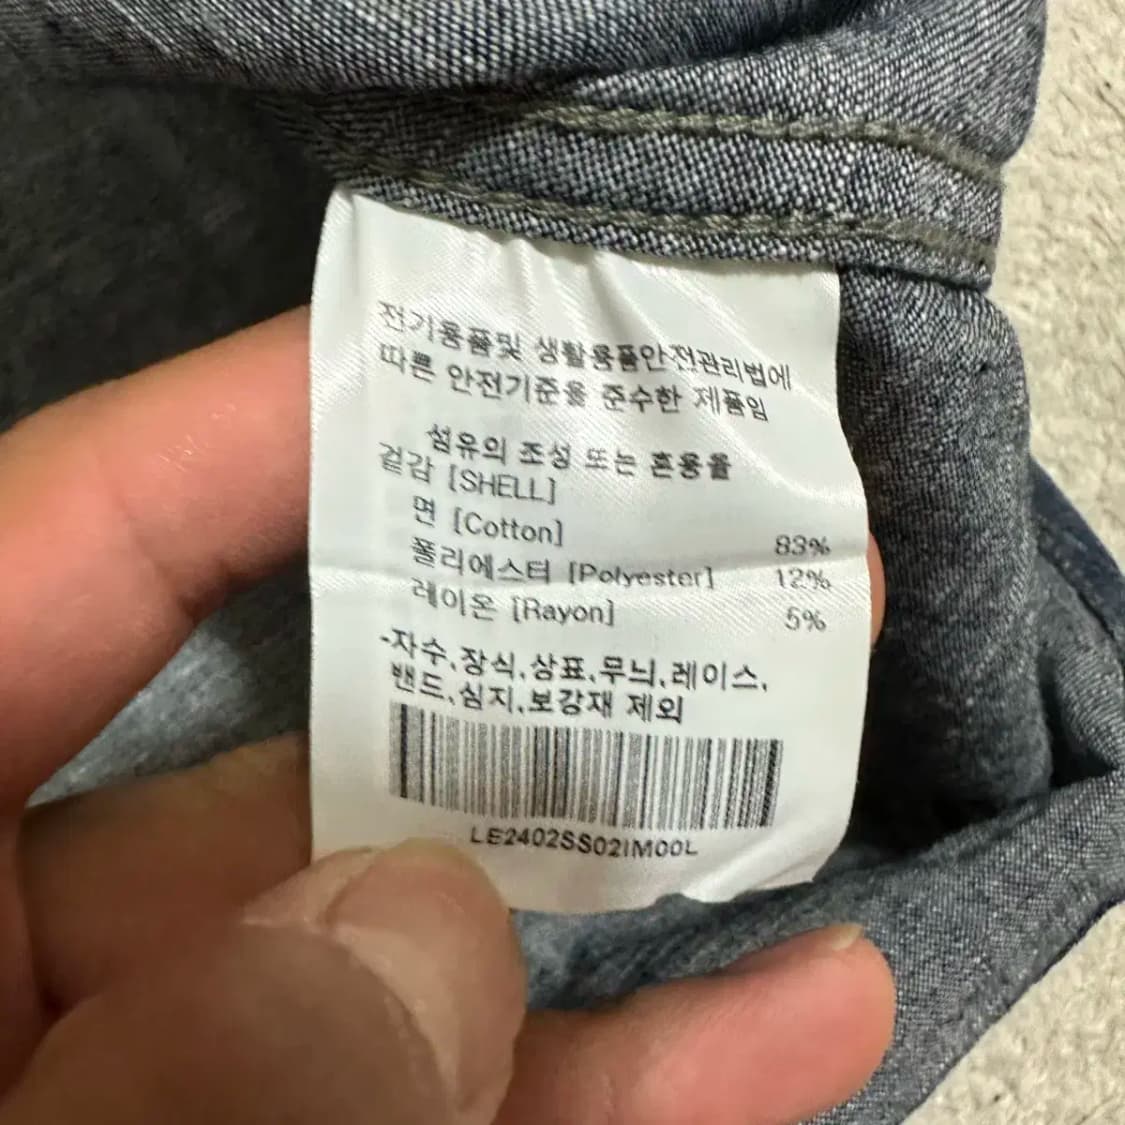 전기용품및 생활용품안전관리법에
따른 안전기준을 준수한 제품임
섬유의 조성 또는 혼용율
겉감 [SHELL]
면 [Cotton] 83%
폴리에스터 [Polyester] 12%
레이온 [Rayon] 5%
-자수,장식,상표,무늬,레이스,
밴드,심지,보강재 제외
LE2402SS02IM00L